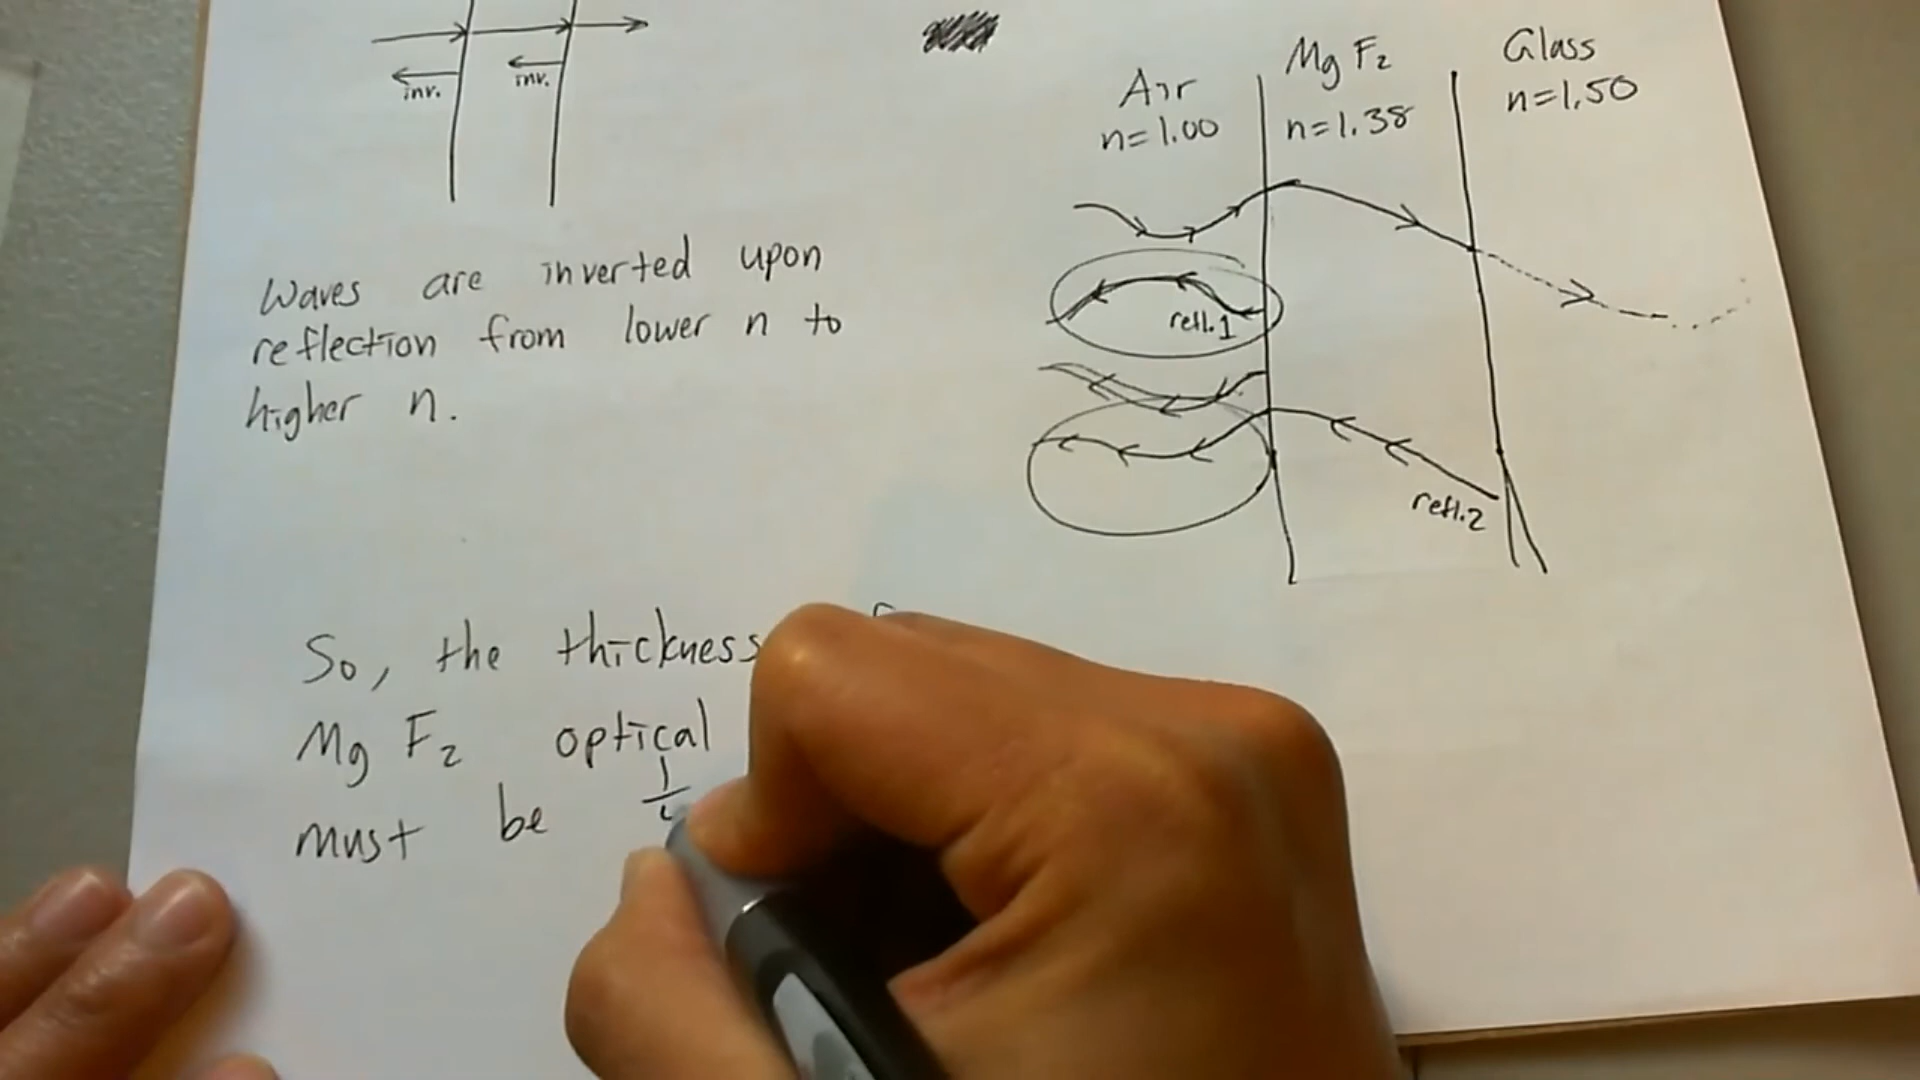 inv.
inv.
Air
n=1.00
Mg F2
n=1.38
Glass
n=1.50
Waves are inverted upon
reflection from lower n to
higher n.
refl.1
refl.2
So, the thickness
Mg F2 optical
must be